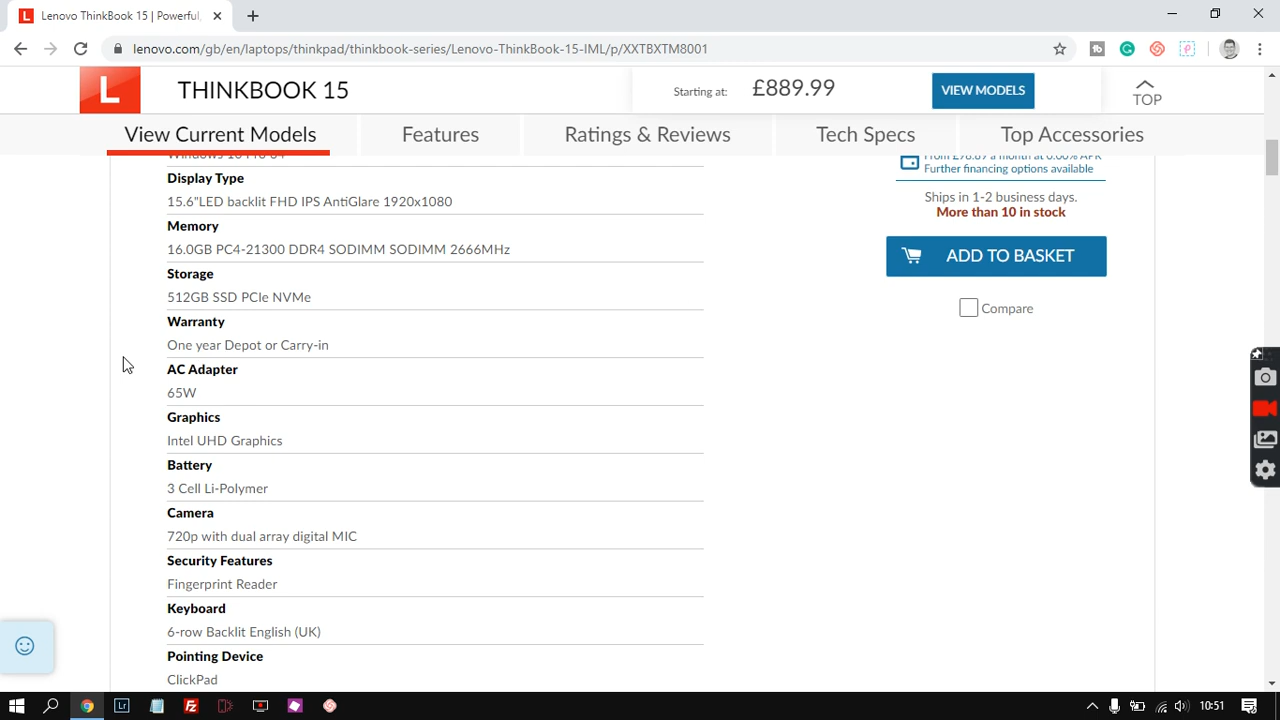 Lenovo ThinkBook 15 | Powerful,
lenovo.com/gb/en/laptops/thinkpad/thinkbook-series/Lenovo-ThinkBook-15-IML/p/XXTBXTM8001
L
THINKBOOK 15
Starting at:
£889.99
VIEW MODELS
TOP
View Current Models
Features
Ratings & Reviews
Tech Specs
Top Accessories
Display Type
15.6"LED backlit FHD IPS AntiGlare 1920x1080
Memory
16.0GB PC4-21300 DDR4 SODIMM SODIMM 2666MHz
Storage
512GB SSD PCIe NVMe
Warranty
One year Depot or Carry-in
AC Adapter
65W
Graphics
Intel UHD Graphics
Battery
3 Cell Li-Polymer
Camera
720p with dual array digital MIC
Security Features
Fingerprint Reader
Keyboard
6-row Backlit English (UK)
Pointing Device
ClickPad
Further financing options available
Ships in 1-2 business days.
More than 10 in stock
ADD TO BASKET
Compare
Lr
10:51